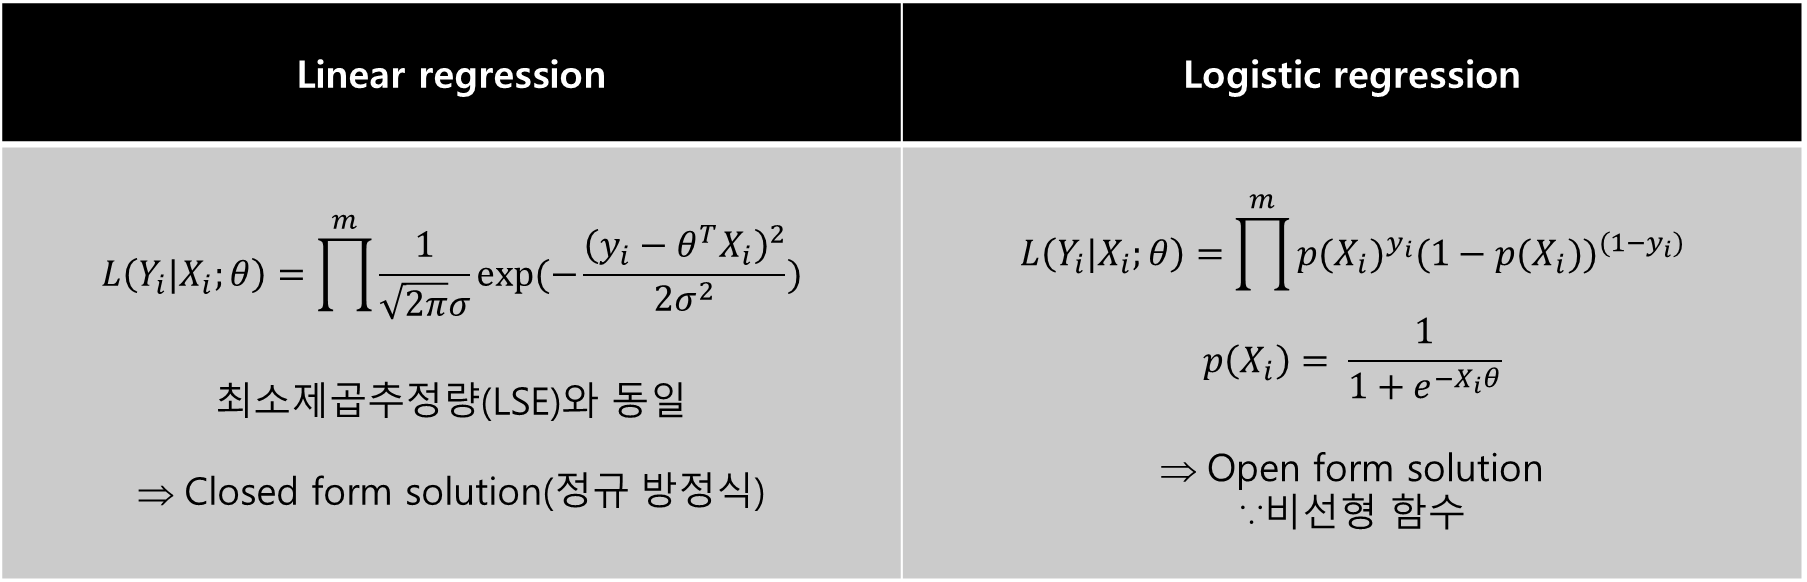 Linear regression
Logistic regression
L(Y_i|X_i; θ) = ∏^m 1/(√(2π)σ) exp(−(y_i − θ^T X_i)^2/(2σ^2))
최소제곱추정량(LSE)와 동일
⇒ Closed form solution(정규 방정식)
L(Y_i|X_i; θ) = ∏^m p(X_i)^{y_i}(1 − p(X_i))^{(1−y_i)}
p(X_i) = 1/(1 + e^{−X_iθ})
⇒ Open form solution
∵비선형 함수